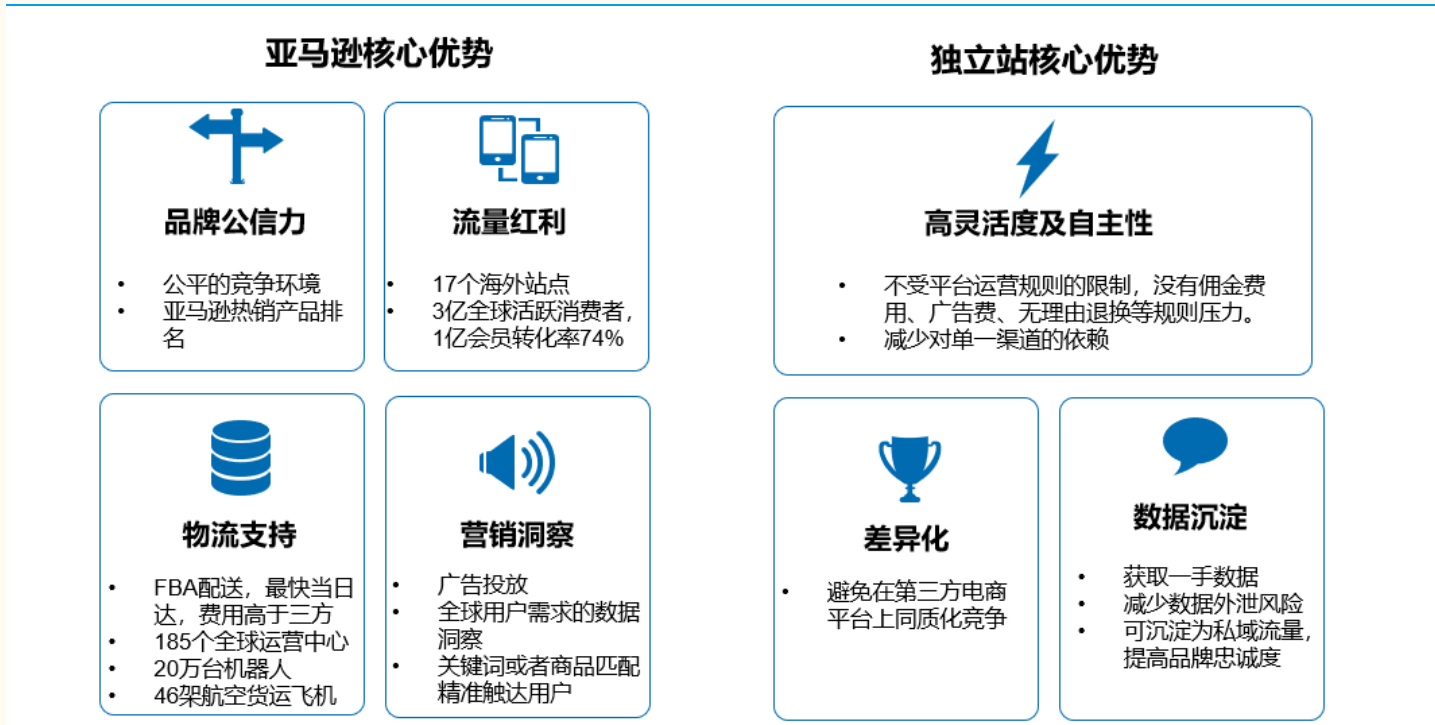 亚马逊核心优势
品牌公信力
• 公平的竞争环境
• 亚马逊热销产品排
名
流量红利
• 17个海外站点
• 3亿全球活跃消费者，
1亿会员转化率74%
物流支持
• FBA配送，最快当日
达，费用高于三方
• 185个全球运营中心
• 20万台机器人
• 46架航空货运飞机
营销洞察
• 广告投放
• 全球用户需求的数据
洞察
• 关键词或者商品匹配
精准触达用户
独立站核心优势
高灵活度及自主性
• 不受平台运营规则的限制，没有佣金费
用、广告费、无理由退换等规则压力。
• 减少对单一渠道的依赖
差异化
• 避免在第三方电商
平台上同质化竞争
数据沉淀
• 获取一手数据
• 减少数据外泄风险
• 可沉淀为私域流量，
提高品牌忠诚度